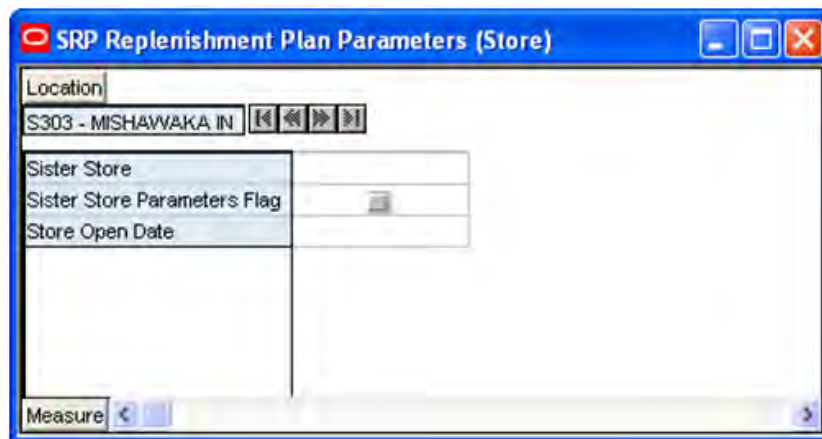 SRP Replenishment Plan Parameters (Store)
Location
S303 - MISHAWAKA IN
Sister Store
Sister Store Parameters Flag
Store Open Date
Measure